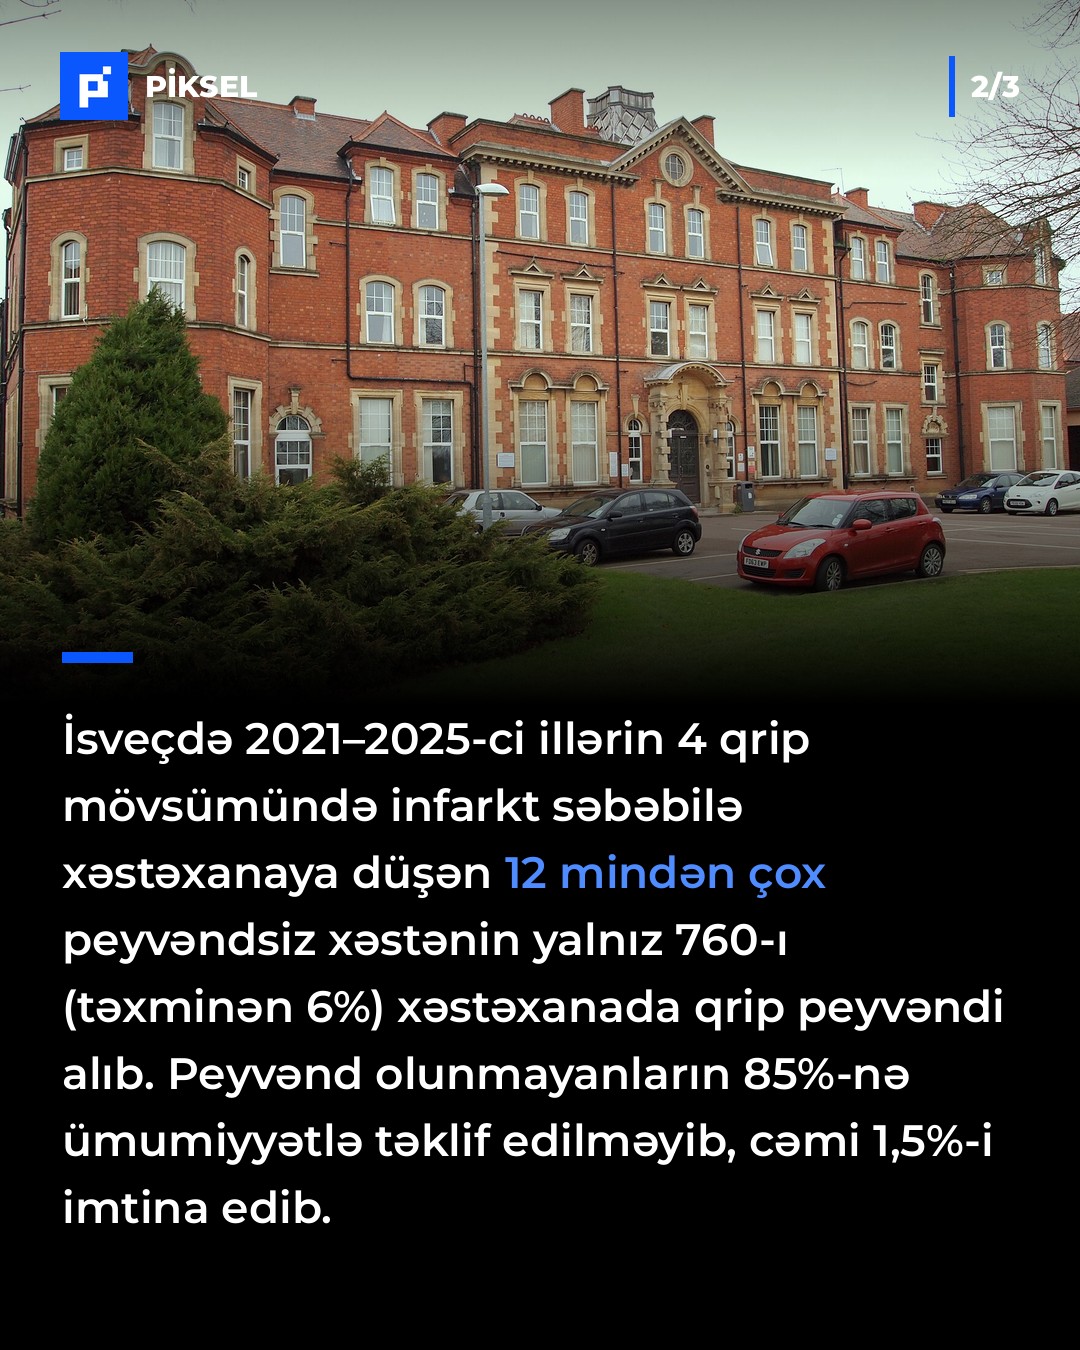 PİKSEL
2/3
İsveçdə 2021–2025-ci illərin 4 qrip
mövsümündə infarkt səbəbilə
xəstəxanaya düşən 12 mindən çox
peyvəndsiz xəstənin yalnız 760-ı
(təxminən 6%) xəstəxanada qrip peyvəndi
alıb. Peyvənd olunmayanların 85%-nə
ümumiyyətlə təklif edilməyib, cəmi 1,5%-i
imtina edib.